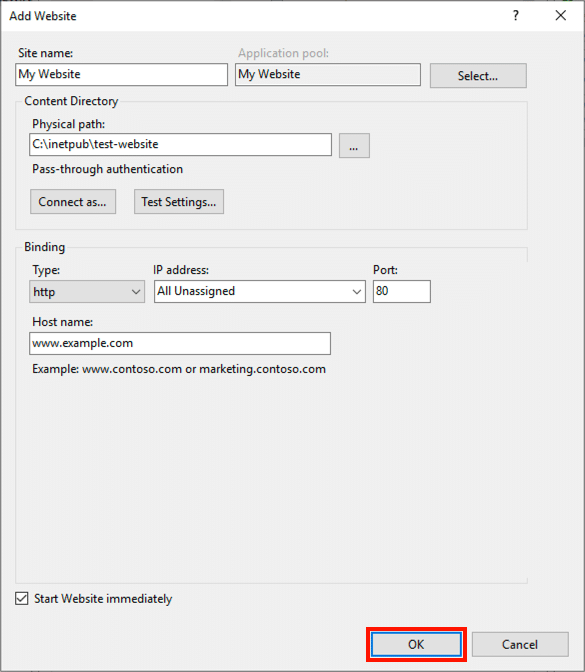 Add Website ?
Site name: Application pool:
My Website My Website Select...
Content Directory
Physical path:
C:\inetpub\test-website ...
Pass-through authentication
Connect as... Test Settings...
Binding
Type: IP address: Port:
http All Unassigned 80
Host name:
www.example.com
Example: www.contoso.com or marketing.contoso.com
Start Website immediately
OK Cancel